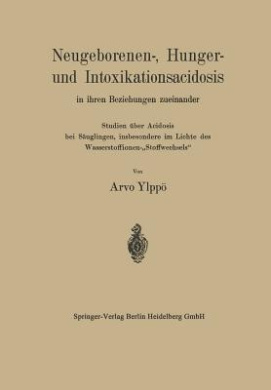 Neugeborenen-, Hunger-
und Intoxikationsacidosis
in ihren Beziehungen zueinander
Studien über Acidosis
bei Säuglingen, insbesondere im Lichte des
Wasserstoffionen-„Stoffwechsels“
Von
Arvo Ylppö
Springer-Verlag Berlin Heidelberg GmbH